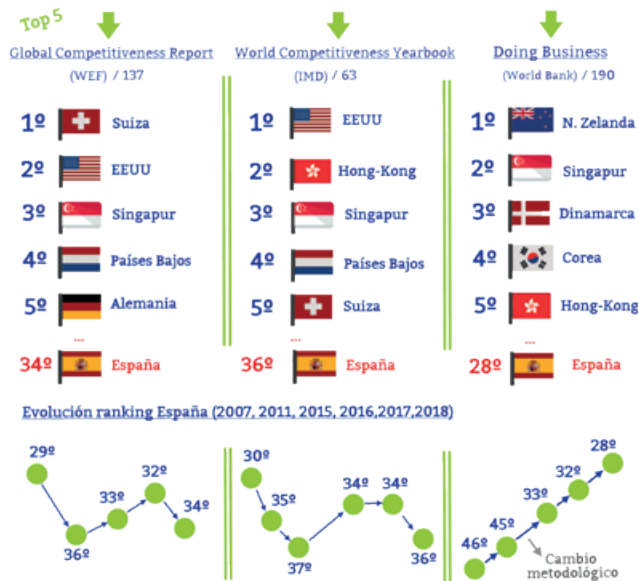 Top 5
Global Competitiveness Report
(WEF) / 137
1º Suiza
2º EEUU
3º Singapur
4º Países Bajos
5º Alemania
...
34º España
World Competitiveness Yearbook
(IMD) / 63
1º EEUU
2º Hong-Kong
3º Singapur
4º Países Bajos
5º Suiza
...
36º España
Doing Business
(World Bank) / 190
1º N. Zelanda
2º Singapur
3º Dinamarca
4º Corea
5º Hong-Kong
...
28º España
Evolución ranking España (2007, 2011, 2015, 2016,2017,2018)
29º
36º
33º
32º
34º
30º
35º
37º
34º
34º
36º
46º
45º
33º
32º
28º
Cambio
metodológico